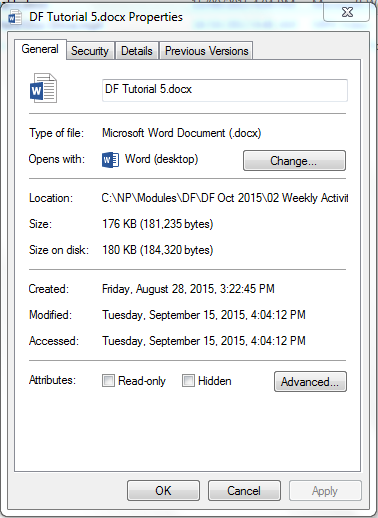 DF Tutorial 5.docx Properties
General Security Details Previous Versions
DF Tutorial 5.docx
Type of file: Microsoft Word Document (.docx)
Opens with: Word (desktop) Change...
Location: C:\NP\Modules\DF\DF Oct 2015\02 Weekly Activit
Size: 176 KB (181,235 bytes)
Size on disk: 180 KB (184,320 bytes)
Created: Friday, August 28, 2015, 3:22:45 PM
Modified: Tuesday, September 15, 2015, 4:04:12 PM
Accessed: Tuesday, September 15, 2015, 4:04:12 PM
Attributes: Read-only Hidden Advanced...
OK Cancel Apply